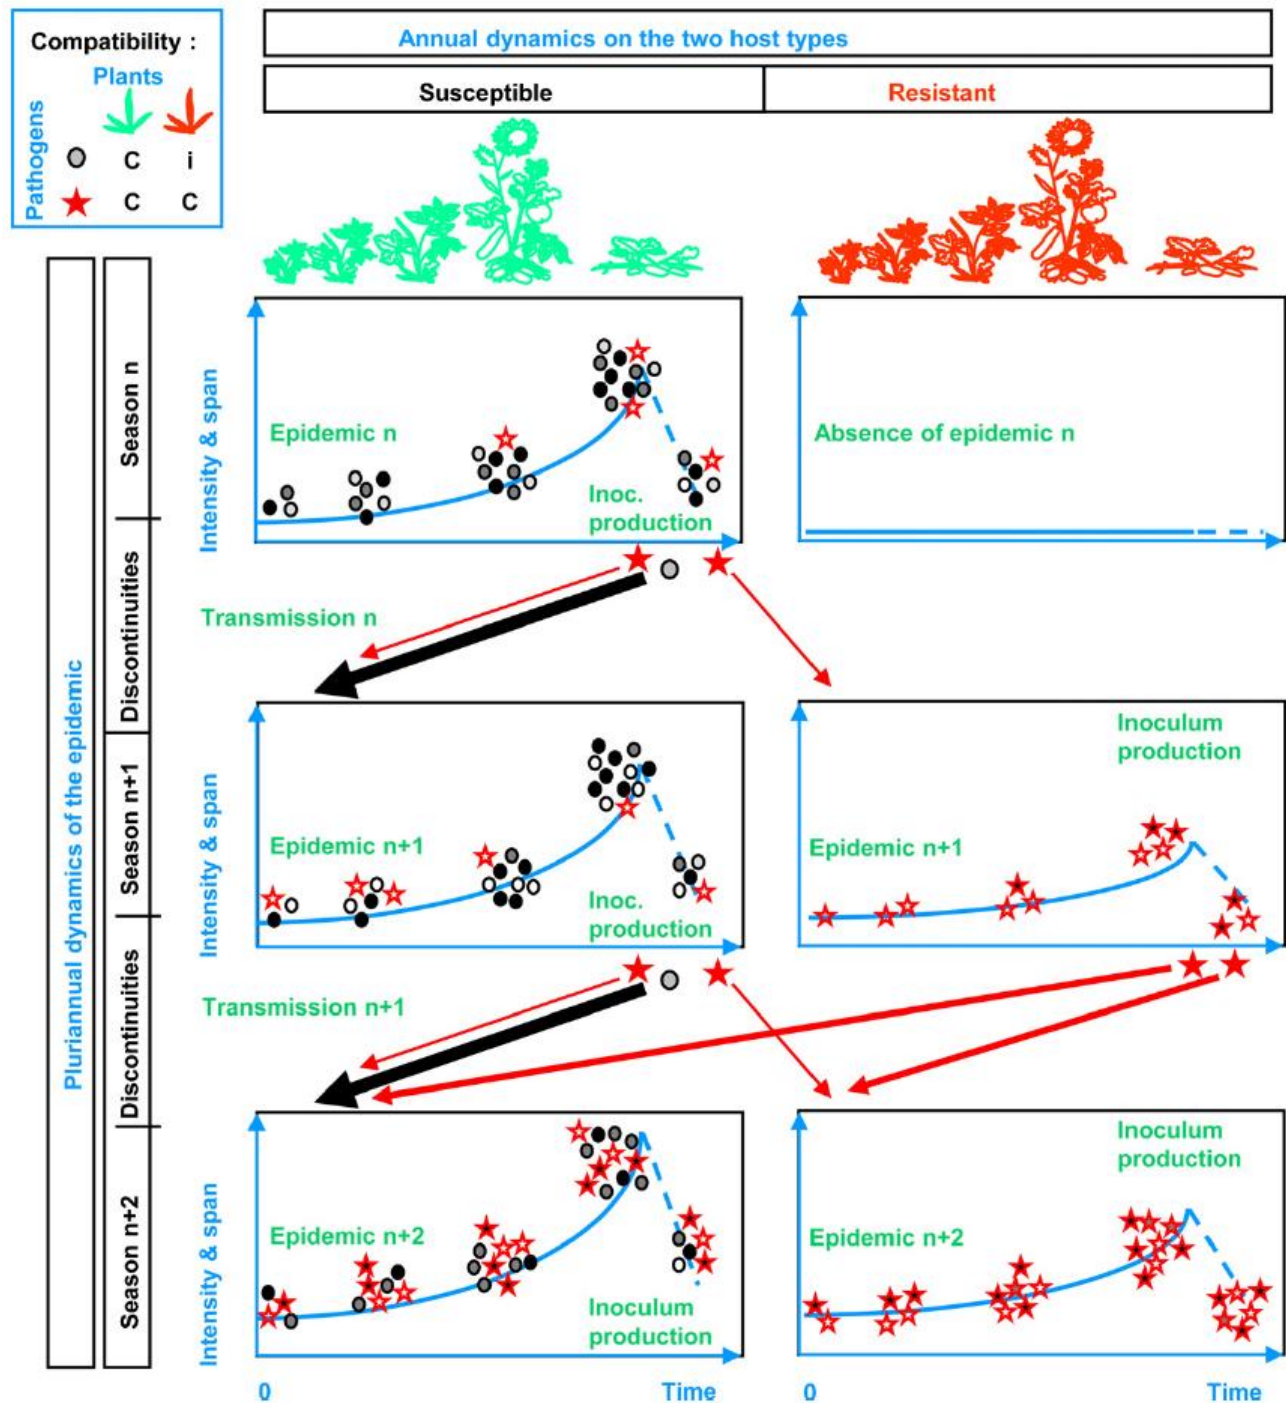 Compatibility :
Plants
Pathogens
C i
C C
Annual dynamics on the two host types
Susceptible
Resistant
Pluriannual dynamics of the epidemic
Season n
Discontinuities
Season n+1
Discontinuities
Season n+2
Intensity & span
Epidemic n
Inoc.
production
Absence of epidemic n
Transmission n
Intensity & span
Epidemic n+1
Inoc.
production
Inoculum
production
Epidemic n+1
Transmission n+1
Intensity & span
Epidemic n+2
Inoculum
production
Inoculum
production
Epidemic n+2
0 Time
0 Time